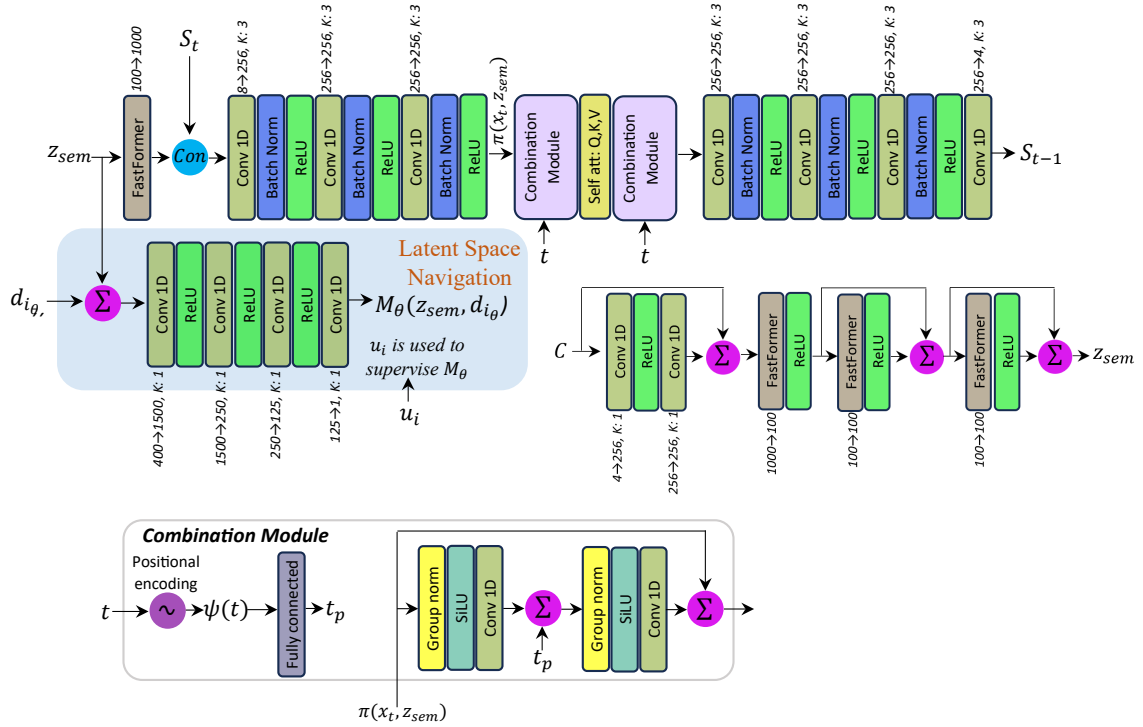 S_t
100→1000
8→256, K: 3
256→256, K: 3
256→256, K: 3
π(x_t, z_sem)
256→256, K: 3
256→256, K: 3
256→256, K: 3
256→4, K: 3
z_sem
FastFormer
Con
Conv 1D
Batch Norm
ReLU
Conv 1D
Batch Norm
ReLU
Conv 1D
Batch Norm
ReLU
Combination
Module
Self att: Q,K,V
Combination
Module
Conv 1D
Batch Norm
ReLU
Conv 1D
Batch Norm
ReLU
Conv 1D
Batch Norm
ReLU
Conv 1D
S_{t−1}
t
t
Latent Space
Navigation
d_{i_θ,}
Σ
Conv 1D
ReLU
Conv 1D
ReLU
Conv 1D
ReLU
Conv 1D
M_θ(z_sem, d_{i_θ})
u_i is used to
supervise M_θ
u_i
400→1500, K: 1
1500→250, K: 1
250→125, K: 1
125→1, K: 1
C
Conv 1D
ReLU
Conv 1D
Σ
FastFormer
ReLU
FastFormer
ReLU
Σ
FastFormer
ReLU
Σ
z_sem
4→256, K: 1
256→256, K: 1
1000→100
100→100
100→100
Combination Module
Positional
encoding
t
~
ψ(t)
Fully connected
t_p
Group norm
SiLU
Conv 1D
Σ
t_p
Group norm
SiLU
Conv 1D
Σ
π(x_t, z_sem)